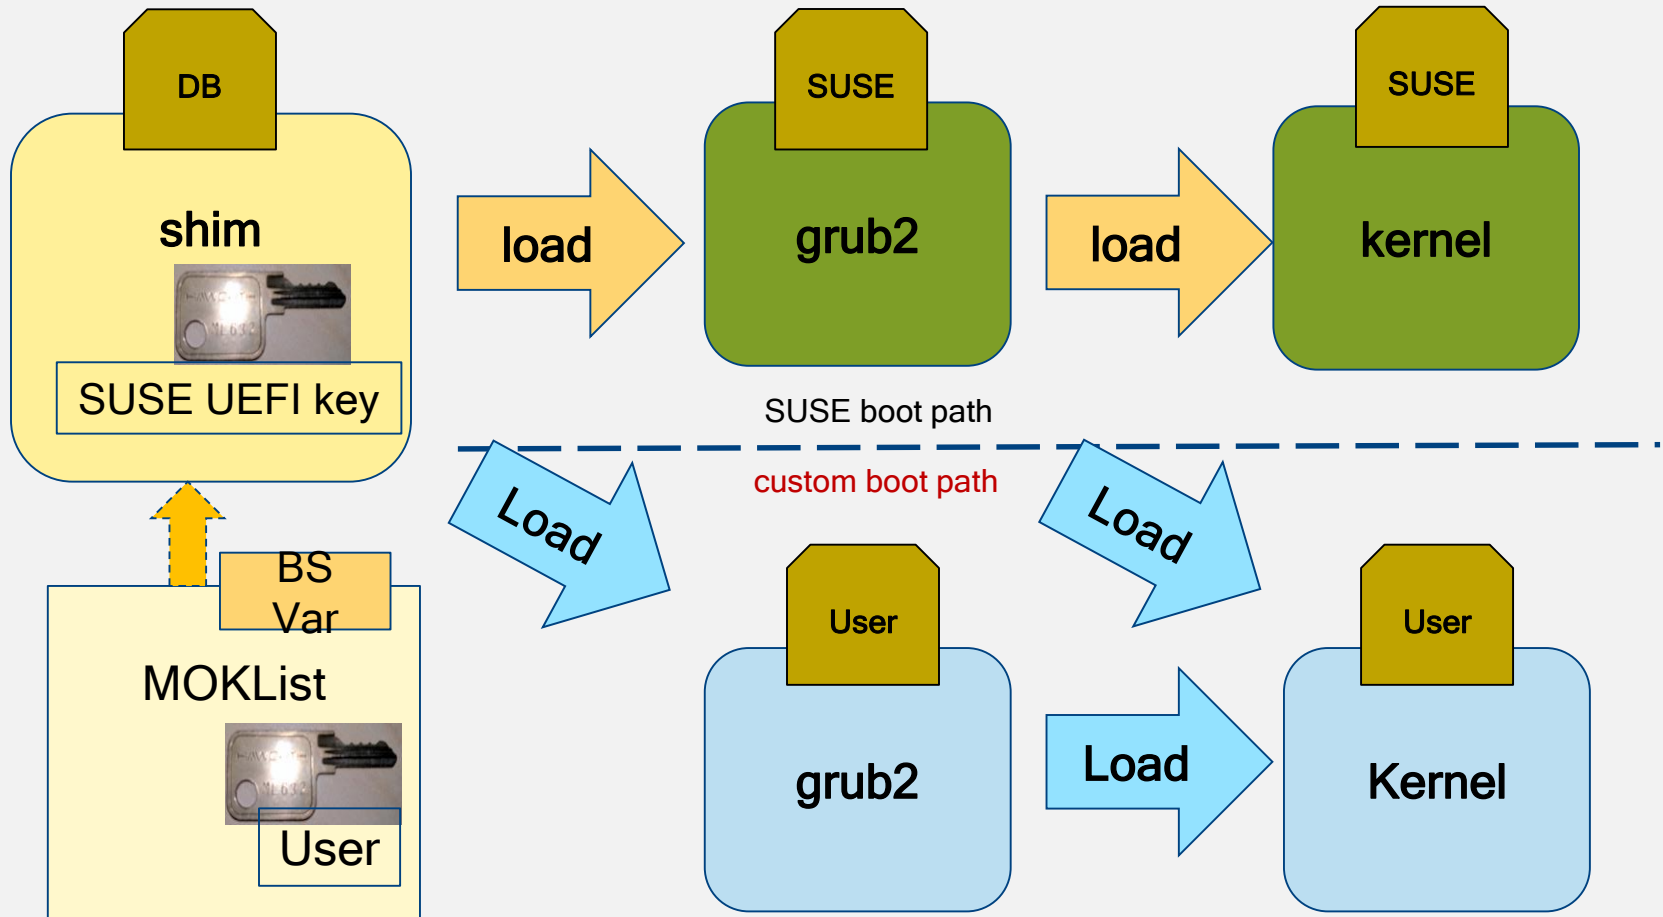 DB
SUSE
SUSE
shim
load
grub2
load
kernel
SUSE UEFI key
SUSE boot path
custom boot path
Load
Load
BS
Var
MOKList
User
User
User
grub2
Load
Kernel